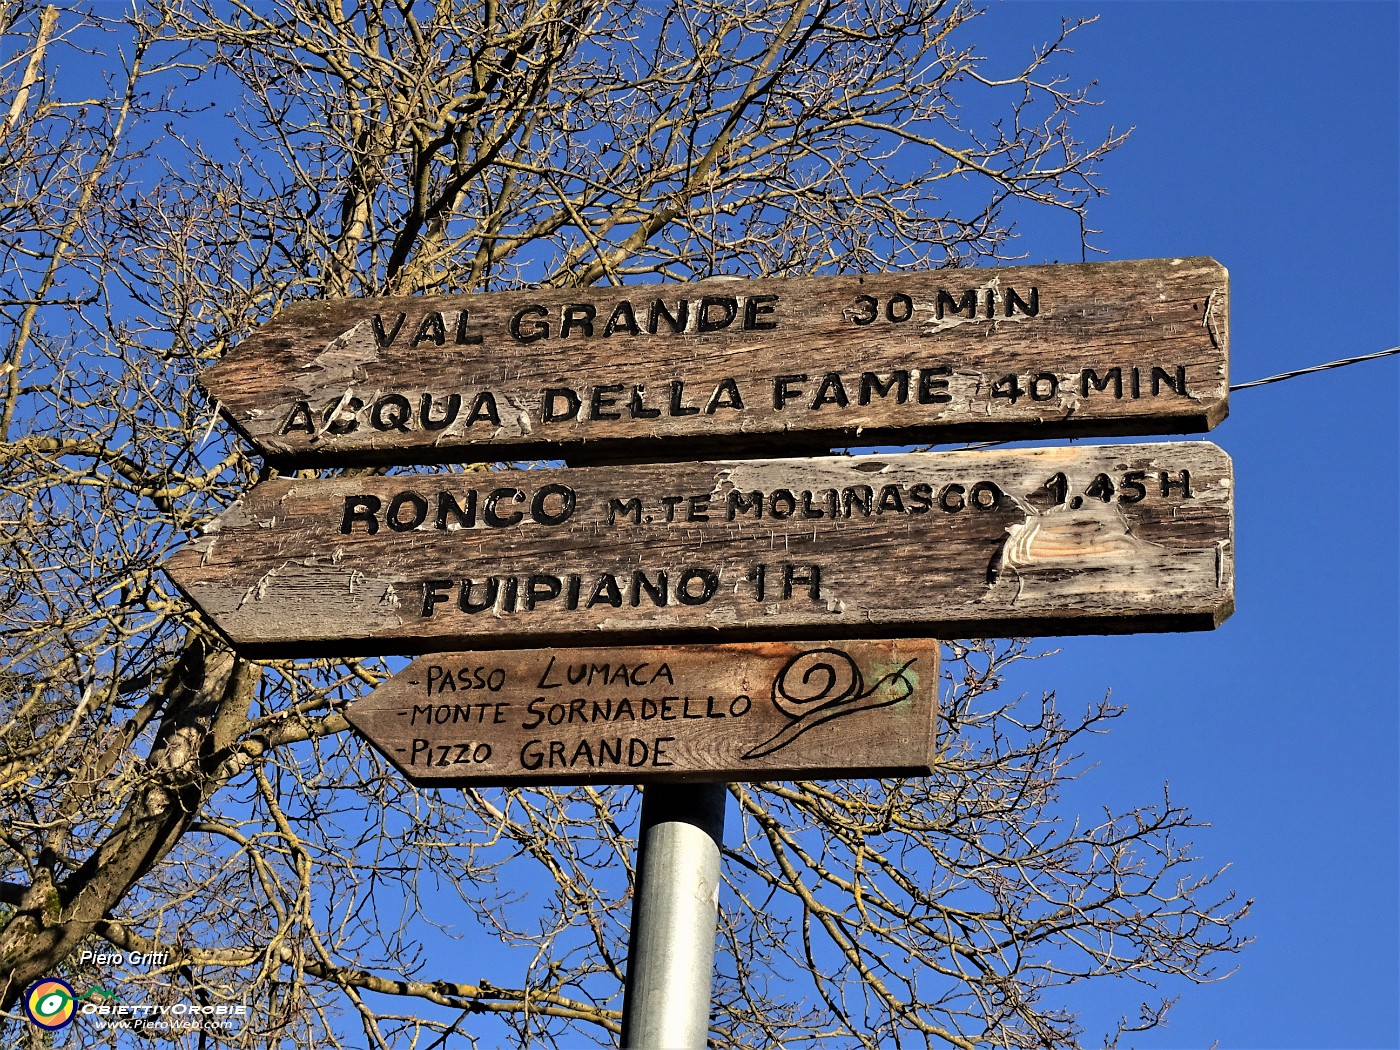 VAL GRANDE 30 MIN
ACQUA DELLA FAME 40 MIN
RONCO M.TE MOLINASCO 1,45 H
FUIPIANO 1 H
- PASSO LUMACA
- MONTE SORNADELLO
- PIZZO GRANDE
Piero Gritti
OBIETTIVOROBIE
www.PieroWeb.com